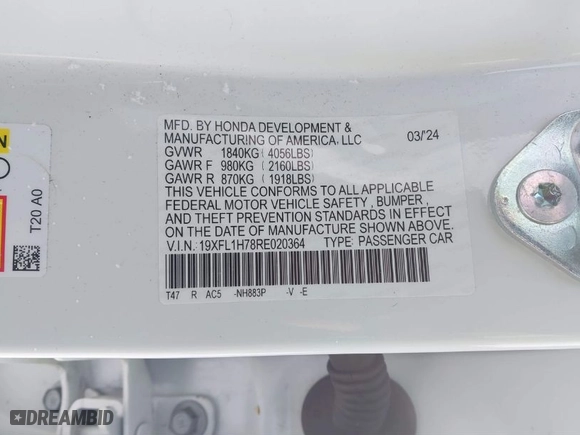 MFD. BY HONDA DEVELOPMENT &
MANUFACTURING OF AMERICA, LLC 03/'24
GVWR 1840KG ( 4056LBS)
GAWR F 980KG ( 2160LBS)
GAWR R 870KG ( 1918LBS)
THIS VEHICLE CONFORMS TO ALL APPLICABLE
FEDERAL MOTOR VEHICLE SAFETY , BUMPER ,
AND THEFT PREVENTION STANDARDS IN EFFECT
ON THE DATE OF MANUFACTURE SHOWN ABOVE.
V.I.N. 19XFL1H78RE020364 TYPE: PASSENGER CAR
T47 R AC5 -NH883P -V -E
T20 A0
DREAMBID